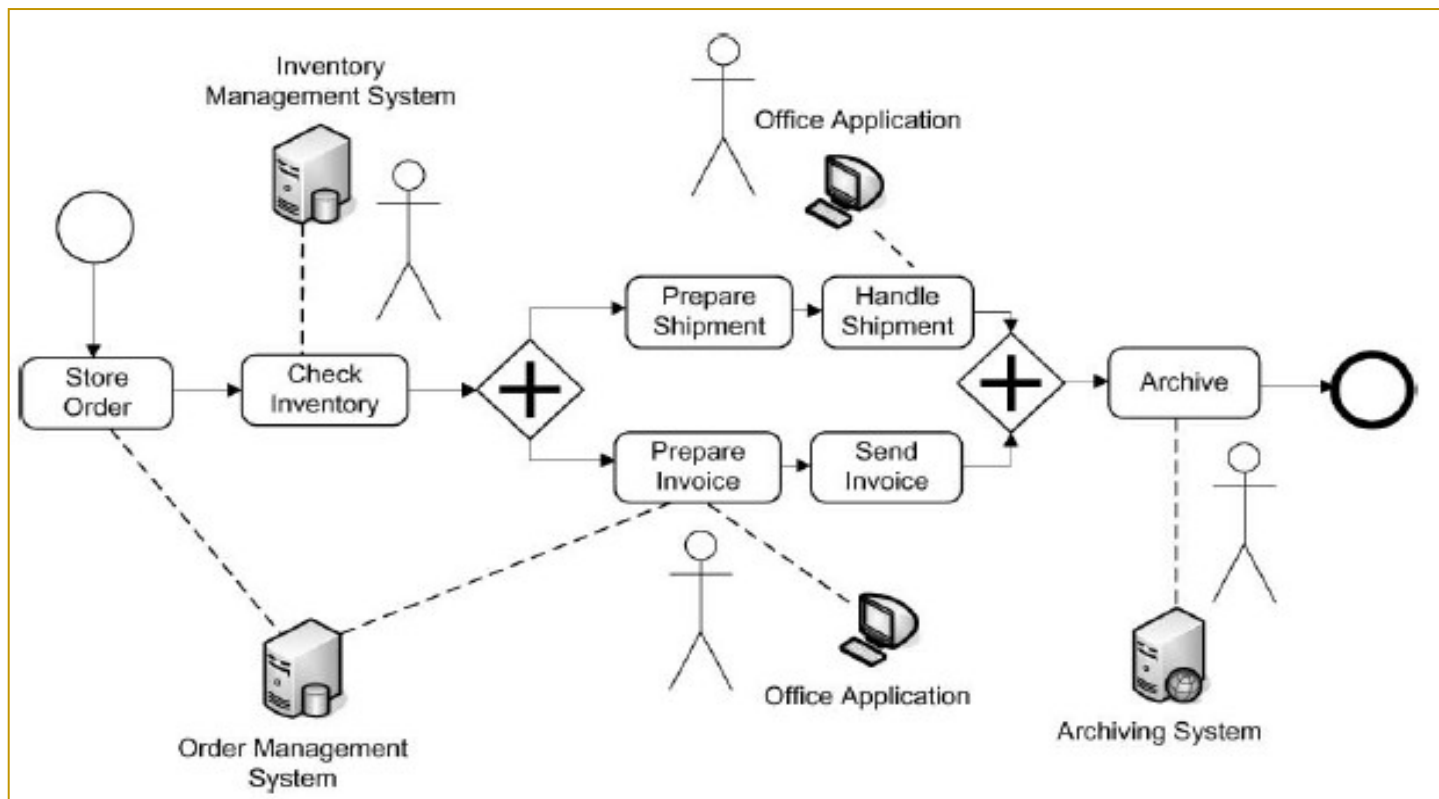 Inventory
Management System
Office Application
Prepare
Shipment
Handle
Shipment
Store
Order
Check
Inventory
Archive
Prepare
Invoice
Send
Invoice
Office Application
Archiving System
Order Management
System